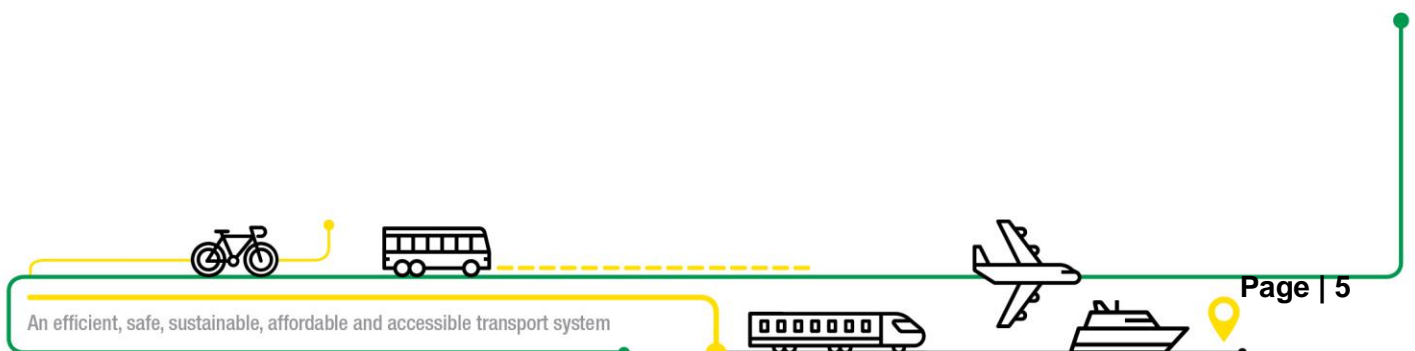 Page | 5
An efficient, safe, sustainable, affordable and accessible transport system